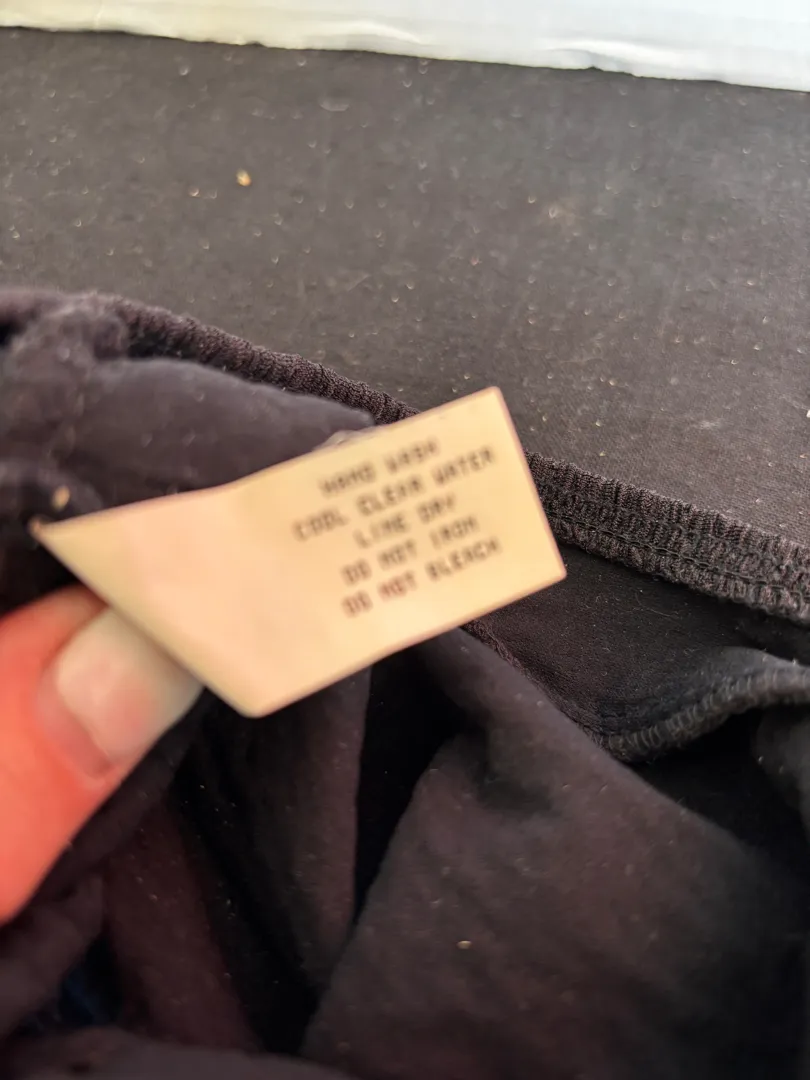 HAND WASH
COOL CLEAR WATER
LINE DRY
DO NOT IRON
DO NOT BLEACH